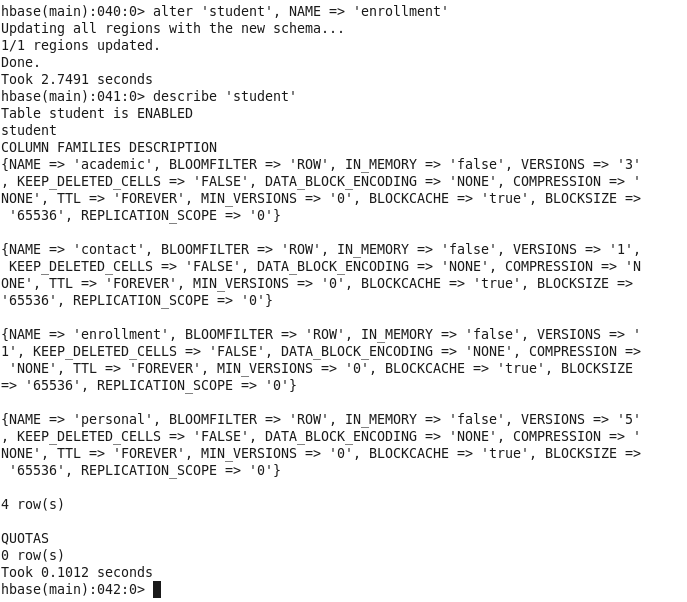 hbase(main):040:0> alter 'student', NAME => 'enrollment'
Updating all regions with the new schema...
1/1 regions updated.
Done.
Took 2.7491 seconds
hbase(main):041:0> describe 'student'
Table student is ENABLED
student
COLUMN FAMILIES DESCRIPTION
{NAME => 'academic', BLOOMFILTER => 'ROW', IN_MEMORY => 'false', VERSIONS => '3'
, KEEP_DELETED_CELLS => 'FALSE', DATA_BLOCK_ENCODING => 'NONE', COMPRESSION => '
NONE', TTL => 'FOREVER', MIN_VERSIONS => '0', BLOCKCACHE => 'true', BLOCKSIZE =>
 '65536', REPLICATION_SCOPE => '0'}

{NAME => 'contact', BLOOMFILTER => 'ROW', IN_MEMORY => 'false', VERSIONS => '1',
 KEEP_DELETED_CELLS => 'FALSE', DATA_BLOCK_ENCODING => 'NONE', COMPRESSION => 'N
ONE', TTL => 'FOREVER', MIN_VERSIONS => '0', BLOCKCACHE => 'true', BLOCKSIZE =>
'65536', REPLICATION_SCOPE => '0'}

{NAME => 'enrollment', BLOOMFILTER => 'ROW', IN_MEMORY => 'false', VERSIONS => '
1', KEEP_DELETED_CELLS => 'FALSE', DATA_BLOCK_ENCODING => 'NONE', COMPRESSION =>
 'NONE', TTL => 'FOREVER', MIN_VERSIONS => '0', BLOCKCACHE => 'true', BLOCKSIZE
=> '65536', REPLICATION_SCOPE => '0'}

{NAME => 'personal', BLOOMFILTER => 'ROW', IN_MEMORY => 'false', VERSIONS => '5'
, KEEP_DELETED_CELLS => 'FALSE', DATA_BLOCK_ENCODING => 'NONE', COMPRESSION => '
NONE', TTL => 'FOREVER', MIN_VERSIONS => '0', BLOCKCACHE => 'true', BLOCKSIZE =>
 '65536', REPLICATION_SCOPE => '0'}

4 row(s)

QUOTAS
0 row(s)
Took 0.1012 seconds
hbase(main):042:0>